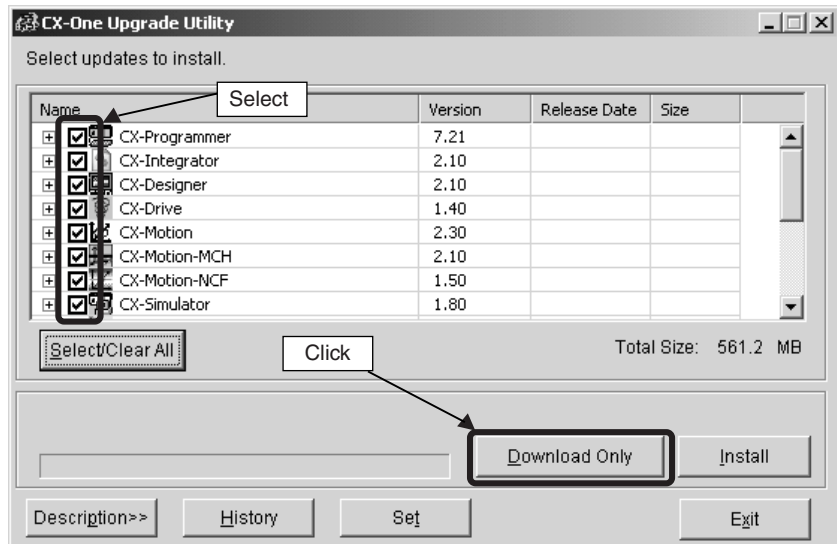 CX-One Upgrade Utility
Select updates to install.
Select
Name Version Release Date Size
CX-Programmer 7.21
CX-Integrator 2.10
CX-Designer 2.10
CX-Drive 1.40
CX-Motion 2.30
CX-Motion-MCH 2.10
CX-Motion-NCF 1.50
CX-Simulator 1.80
Select/Clear All
Click
Total Size: 561.2 MB
Download Only
Install
Description>>
History
Set
Exit